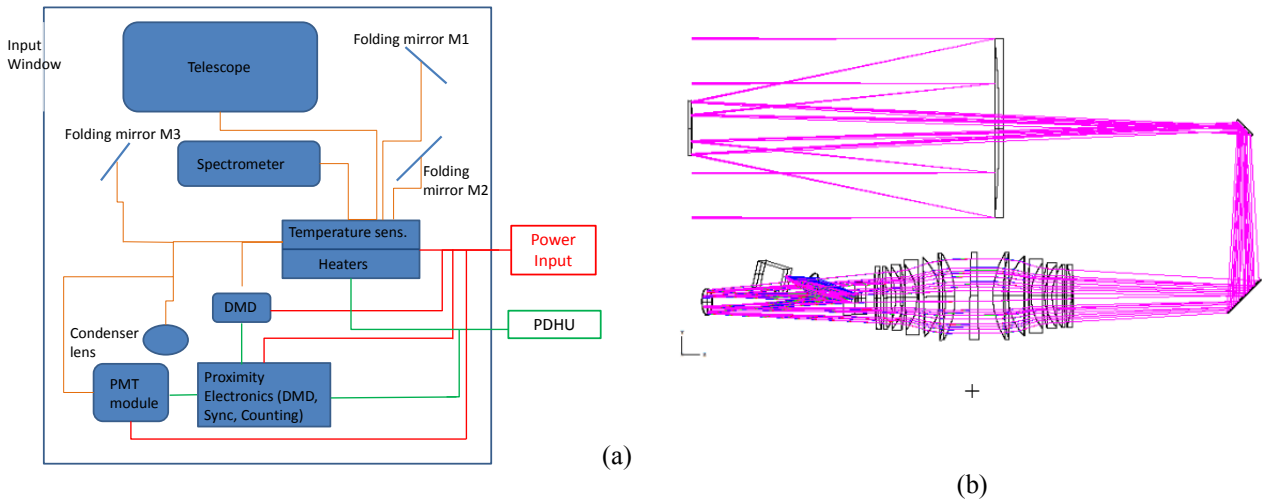 Input
Window
Telescope
Folding mirror M1
Folding mirror M3
Spectrometer
Folding
mirror M2
Temperature sens.
Heaters
Power
Input
DMD
PDHU
Condenser
lens
PMT
module
Proximity
Electronics (DMD,
Sync, Counting)
(a)
Y
X
(b)